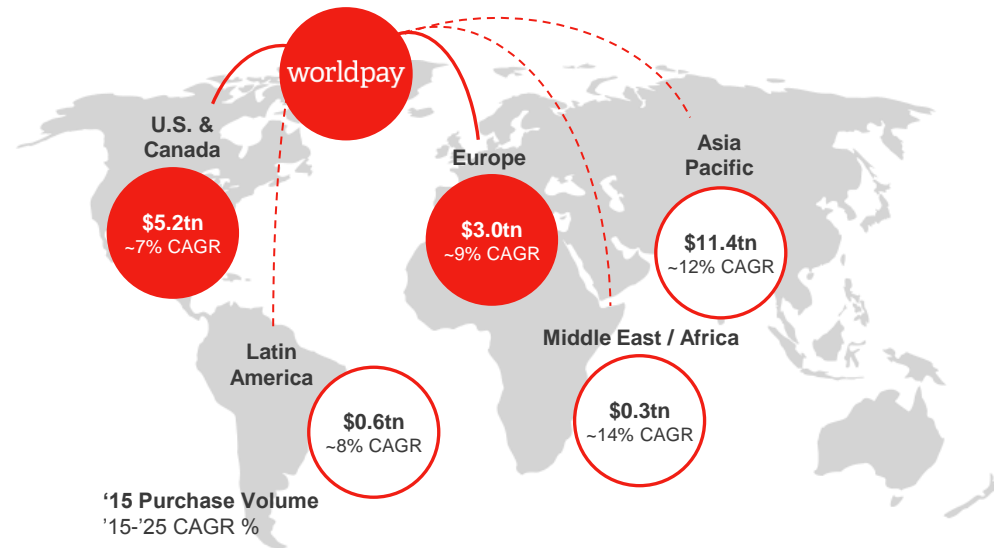 worldpay
U.S. &
Canada
$5.2tn
~7% CAGR
Europe
$3.0tn
~9% CAGR
Asia
Pacific
$11.4tn
~12% CAGR
Latin
America
$0.6tn
~8% CAGR
Middle East / Africa
$0.3tn
~14% CAGR
‘15 Purchase Volume
’15-’25 CAGR %